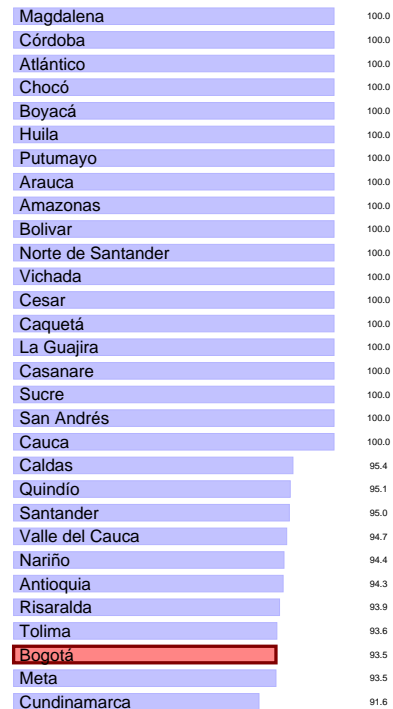 Magdalena 100.0
Córdoba 100.0
Atlántico 100.0
Chocó 100.0
Boyacá 100.0
Huila 100.0
Putumayo 100.0
Arauca 100.0
Amazonas 100.0
Bolivar 100.0
Norte de Santander 100.0
Vichada 100.0
Cesar 100.0
Caquetá 100.0
La Guajira 100.0
Casanare 100.0
Sucre 100.0
San Andrés 100.0
Cauca 100.0
Caldas 95.4
Quindío 95.1
Santander 95.0
Valle del Cauca 94.7
Nariño 94.4
Antioquia 94.3
Risaralda 93.9
Tolima 93.6
Bogotá 93.5
Meta 93.5
Cundinamarca 91.6